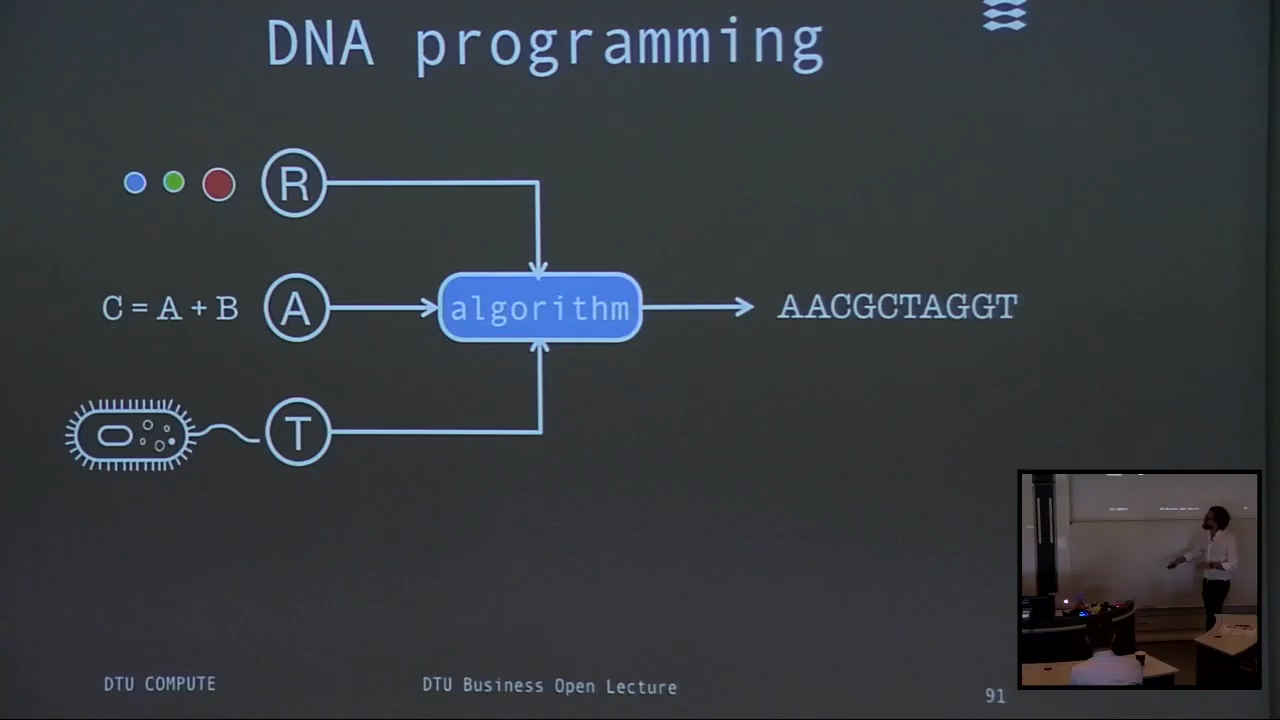 DNA programming
R
C = A + B A algorithm AACGCTAGGT
T
DTU COMPUTE DTU Business Open Lecture 91